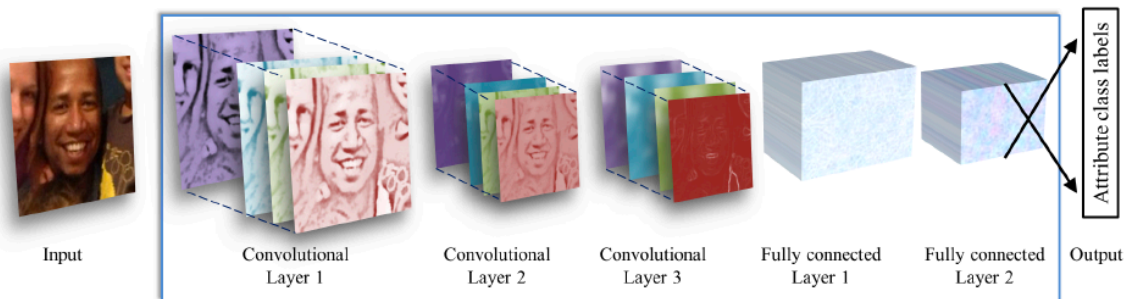 Input
Convolutional
Layer 1
Convolutional
Layer 2
Convolutional
Layer 3
Fully connected
Layer 1
Fully connected
Layer 2
Output
Attribute class labels